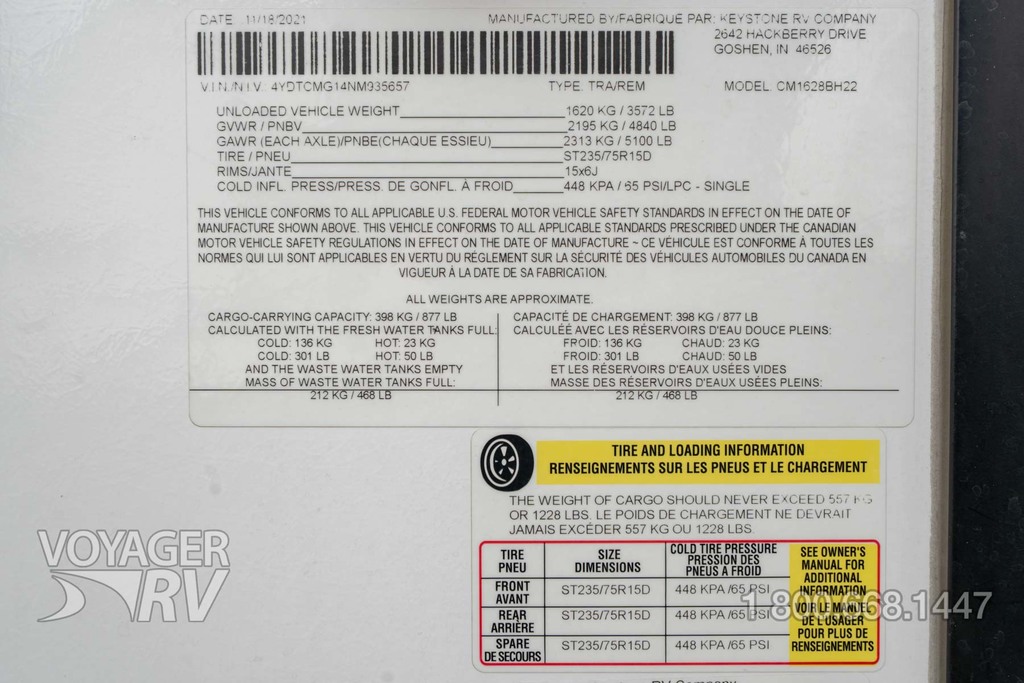 DATE 11/18/2021 MANUFACTURED BY/FABRIQUE PAR: KEYSTONE RV COMPANY
2642 HACKBERRY DRIVE
GOSHEN, IN 46526
V.I.N./N.I.V. 4YDTCMG14NM935657 TYPE. TRA/REM MODEL. CM1628BH22
UNLOADED VEHICLE WEIGHT 1620 KG / 3572 LB
GVWR / PNBV 2195 KG / 4840 LB
GAWR (EACH AXLE)/PNBE(CHAQUE ESSIEU) 2313 KG / 5100 LB
TIRE / PNEU ST235/75R15D
RIMS/JANTE 15x6J
COLD INFL. PRESS/PRESS. DE GONFL. À FROID 448 KPA / 65 PSI/LPC - SINGLE
THIS VEHICLE CONFORMS TO ALL APPLICABLE U.S. FEDERAL MOTOR VEHICLE SAFETY STANDARDS IN EFFECT ON THE DATE OF
MANUFACTURE SHOWN ABOVE. THIS VEHICLE CONFORMS TO ALL APPLICABLE STANDARDS PRESCRIBED UNDER THE CANADIAN
MOTOR VEHICLE SAFETY REGULATIONS IN EFFECT ON THE DATE OF MANUFACTURE ~ CE VÉHICULE EST CONFORME À TOUTES LES
NORMES QUI LUI SONT APPLICABLES EN VERTU DU RÉGLEMENT SUR LA SÉCURITÉ DES VÉHICULES AUTOMOBILES DU CANADA EN
VIGUEUR À LA DATE DE SA FABRICATION.
ALL WEIGHTS ARE APPROXIMATE.
CARGO-CARRYING CAPACITY: 398 KG / 877 LB
CALCULATED WITH THE FRESH WATER TANKS FULL:
COLD: 136 KG HOT: 23 KG
COLD: 301 LB HOT: 50 LB
AND THE WASTE WATER TANKS EMPTY
MASS OF WASTE WATER TANKS FULL:
212 KG / 468 LB
CAPACITÉ DE CHARGEMENT: 398 KG / 877 LB
CALCULÉE AVEC LES RÉSERVOIRS D'EAU DOUCE PLEINS:
FROID: 136 KG CHAUD: 23 KG
FROID: 301 LB CHAUD: 50 LB
ET LES RÉSERVOIRS D'EAUX USÉES VIDES
MASSE DES RÉSERVOIRS D'EAUX USÉES PLEINS:
212 KG / 468 LB
TIRE AND LOADING INFORMATION
RENSEIGNEMENTS SUR LES PNEUS ET LE CHARGEMENT
THE WEIGHT OF CARGO SHOULD NEVER EXCEED 557 KG
OR 1228 LBS. LE POIDS DE CHARGEMENT NE DEVRAIT
JAMAIS EXCÉDER 557 KG OU 1228 LBS.
TIRE
PNEU
SIZE
DIMENSIONS
COLD TIRE PRESSURE
PRESSION DES
PNEUS A FROID
FRONT
AVANT
ST235/75R15D 448 KPA /65 PSI
REAR
ARRIÈRE
ST235/75R15D 448 KPA /65 PSI
SPARE
DE SECOURS
ST235/75R15D 448 KPA /65 PSI
SEE OWNER'S
MANUAL FOR
ADDITIONAL
INFORMATION
VOIR LE MANUEL
DE L'USAGER
POUR PLUS DE
RENSEIGNEMENTS
VOYAGER
RV
1.800.668.1447
RV Company